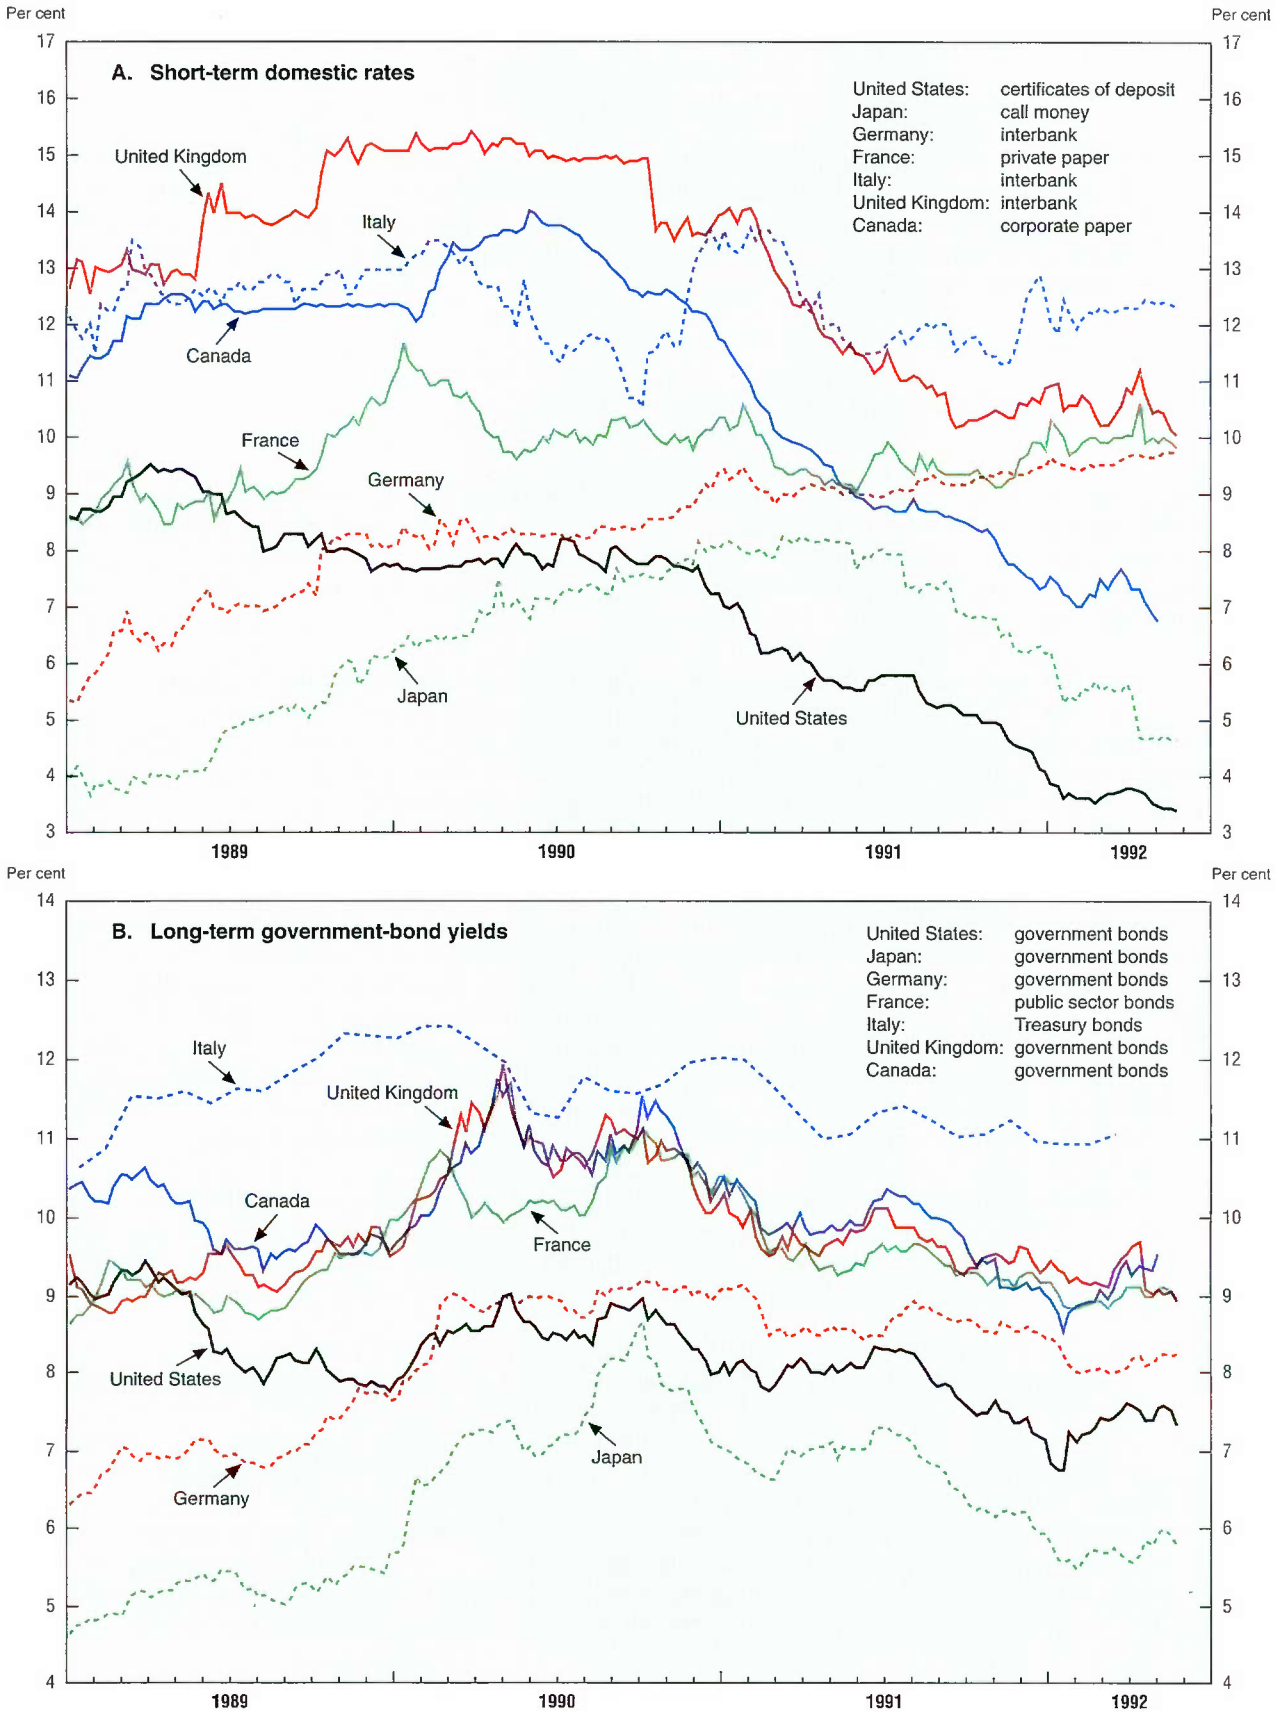 Per cent Per cent
17 17
A. Short-term domestic rates
United States: certificates of deposit
16 16
Japan: call money
Germany: interbank
United Kingdom
15 France: private paper 15
Italy: interbank
United Kingdom: interbank
14 14
Italy
Canada: corporate paper
13 13
12 12
Canada
11 11
France
10 10
Germany
9 9
8 8
7 7
6 6
Japan
United States
5 5
4 4
3 3
1989 1990 1991 1992
Per cent Per cent
14 14
B. Long-term government-bond yields
United States: government bonds
Japan: government bonds
13 Germany: government bonds 13
France: public sector bonds
Italy: Treasury bonds
Italy
United Kingdom: government bonds
12 12
Canada: government bonds
United Kingdom
11 11
Canada
10 10
France
9 9
8 8
United States
7 7
Japan
Germany
6 6
5 5
4 4
1989 1990 1991 1992